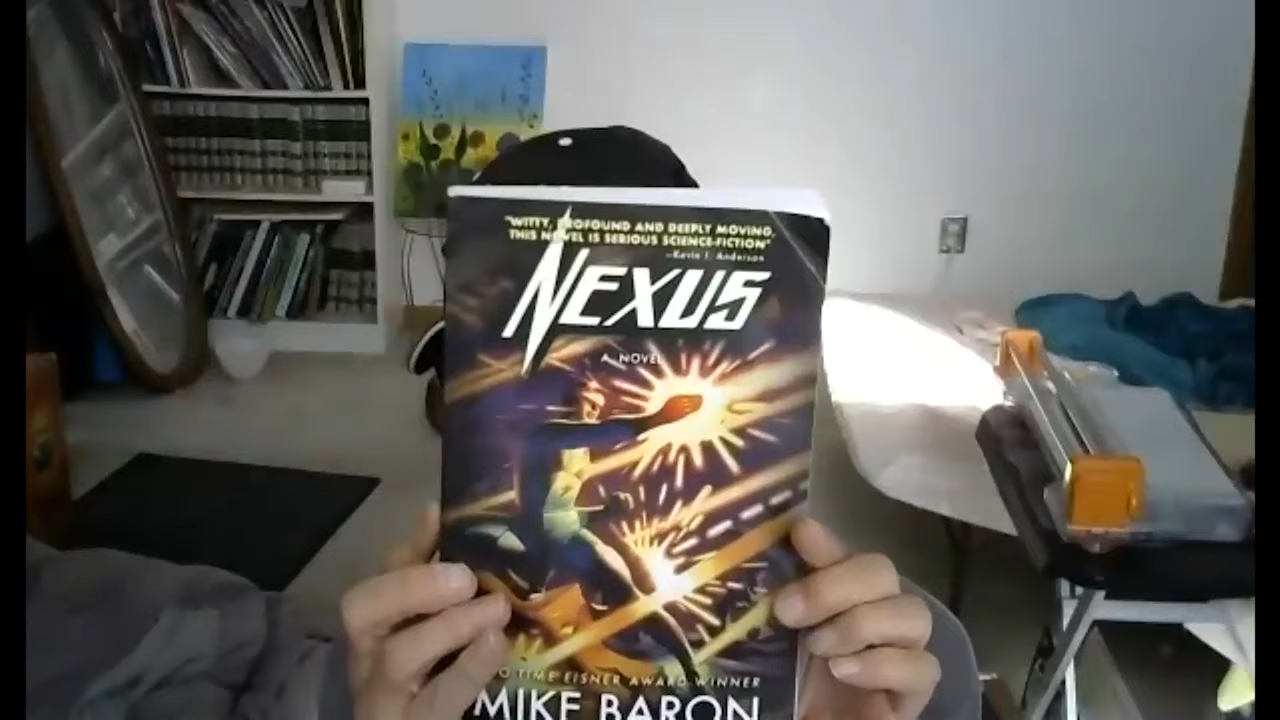 "WITTY, PROFOUND AND DEEPLY MOVING.
THIS NOVEL IS SERIOUS SCIENCE-FICTION"
—Kevin J. Anderson
NEXUS
A NOVEL
TIME EISNER AWARD WINNER
MIKE BARON